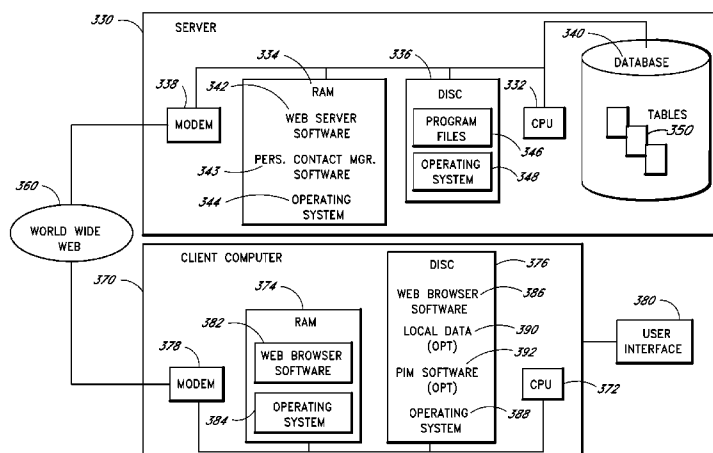 330
SERVER
334
336
332
340
DATABASE
338
342
RAM
DISC
MODEM
WEB SERVER
SOFTWARE
PROGRAM
FILES
CPU
TABLES
350
343
PERS. CONTACT MGR.
SOFTWARE
346
344
OPERATING
SYSTEM
OPERATING
SYSTEM
348
360
WORLD WIDE
WEB
370
CLIENT COMPUTER
374
DISC
376
382
RAM
WEB BROWSER
SOFTWARE
386
380
USER
INTERFACE
378
WEB BROWSER
SOFTWARE
LOCAL DATA
(OPT)
390
392
MODEM
PIM SOFTWARE
(OPT)
CPU
372
384
OPERATING
SYSTEM
OPERATING
SYSTEM
388